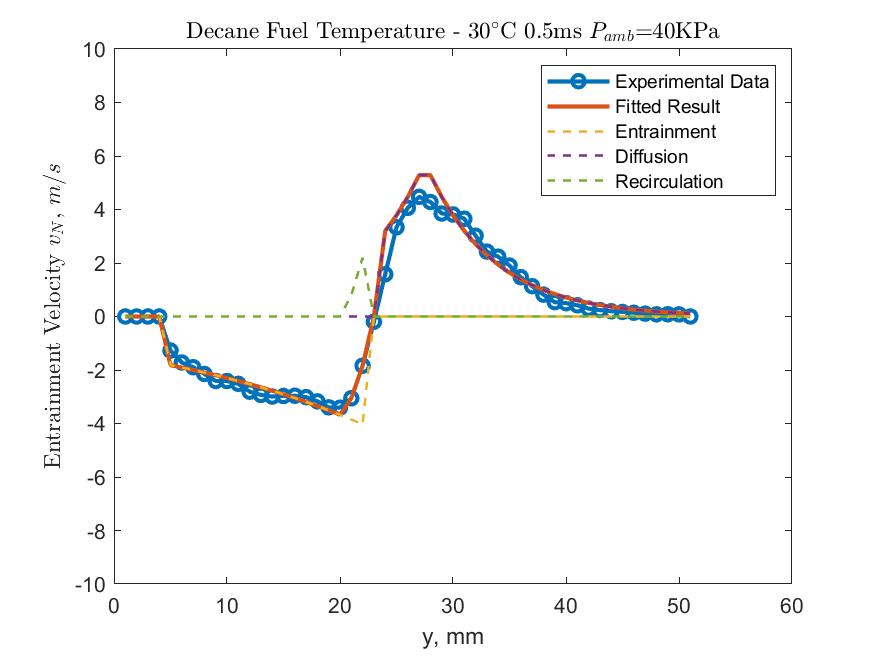 Decane Fuel Temperature - 30°C 0.5ms P_amb=40KPa
Entrainment Velocity v_N, m/s
10
8
6
4
2
0
-2
-4
-6
-8
-10
Experimental Data
Fitted Result
Entrainment
Diffusion
Recirculation
0 10 20 30 40 50 60
y, mm